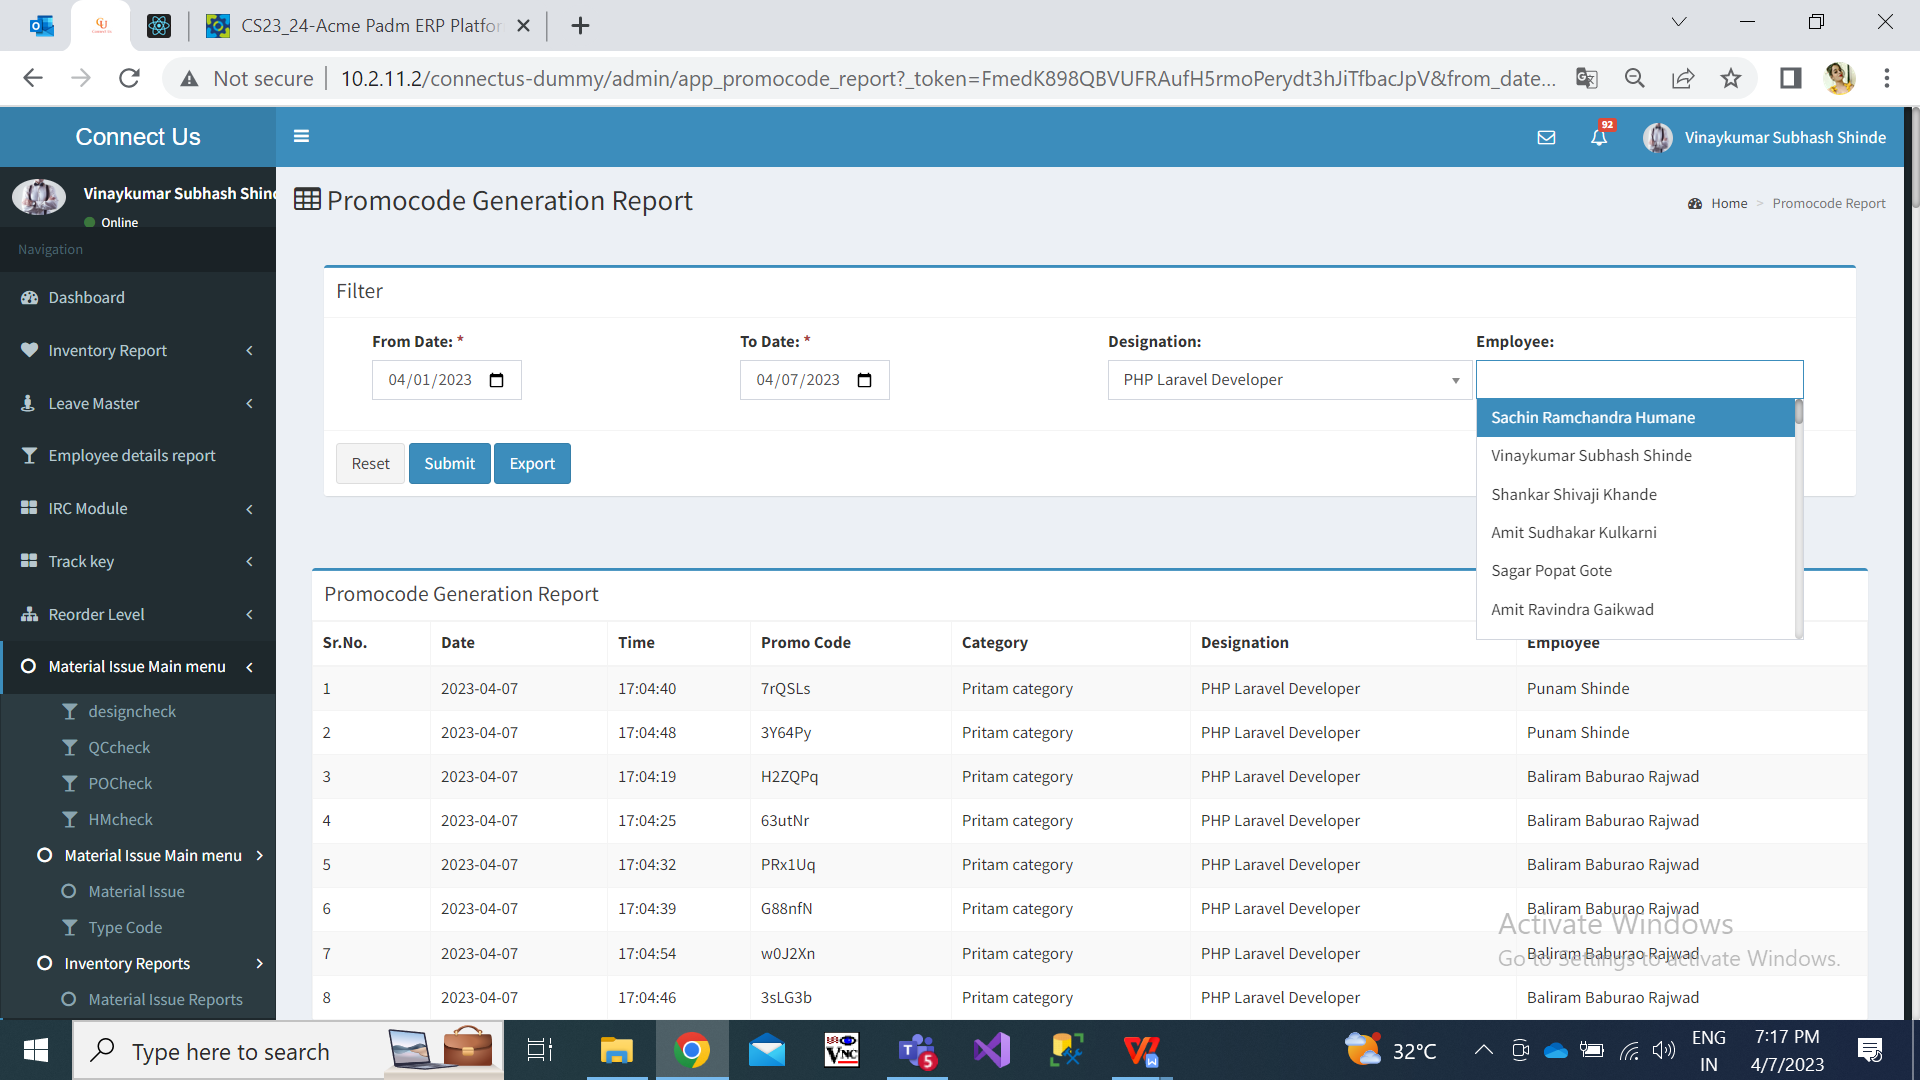 CS23_24-Acme Padm ERP Platfor
Not secure
10.2.11.2/connectus-dummy/admin/app_promocode_report?_token=FmedK898QBVUFRAufH5rmoPerydt3hJiTfbacJpV&from_date...
Connect Us
92
Vinaykumar Subhash Shinde
Vinaykumar Subhash Shind
Online
Navigation
Dashboard
Inventory Report
Leave Master
Employee details report
IRC Module
Track key
Reorder Level
Material Issue Main menu
designcheck
QCcheck
POCheck
HMcheck
Material Issue Main menu
Material Issue
Type Code
Inventory Reports
Material Issue Reports
Promocode Generation Report
Home > Promocode Report
Filter
From Date: * To Date: * Designation: Employee:
04/01/2023 04/07/2023 PHP Laravel Developer
Sachin Ramchandra Humane
Vinaykumar Subhash Shinde
Shankar Shivaji Khande
Amit Sudhakar Kulkarni
Sagar Popat Gote
Amit Ravindra Gaikwad
Reset Submit Export
Promocode Generation Report
Sr.No. Date Time Promo Code Category Designation Employee
1 2023-04-07 17:04:40 7rQSLs Pritam category PHP Laravel Developer Punam Shinde
2 2023-04-07 17:04:48 3Y64Py Pritam category PHP Laravel Developer Punam Shinde
3 2023-04-07 17:04:19 H2ZQPq Pritam category PHP Laravel Developer Baliram Baburao Rajwad
4 2023-04-07 17:04:25 63utNr Pritam category PHP Laravel Developer Baliram Baburao Rajwad
5 2023-04-07 17:04:32 PRx1Uq Pritam category PHP Laravel Developer Baliram Baburao Rajwad
6 2023-04-07 17:04:39 G88nfN Pritam category PHP Laravel Developer Baliram Baburao Rajwad
7 2023-04-07 17:04:54 w0J2Xn Pritam category PHP Laravel Developer Baliram Baburao Rajwad
8 2023-04-07 17:04:46 3sLG3b Pritam category PHP Laravel Developer Baliram Baburao Rajwad
Activate Windows
Go to Settings to activate Windows.
Type here to search
VNC
5
32°C
ENG
IN
7:17 PM
4/7/2023